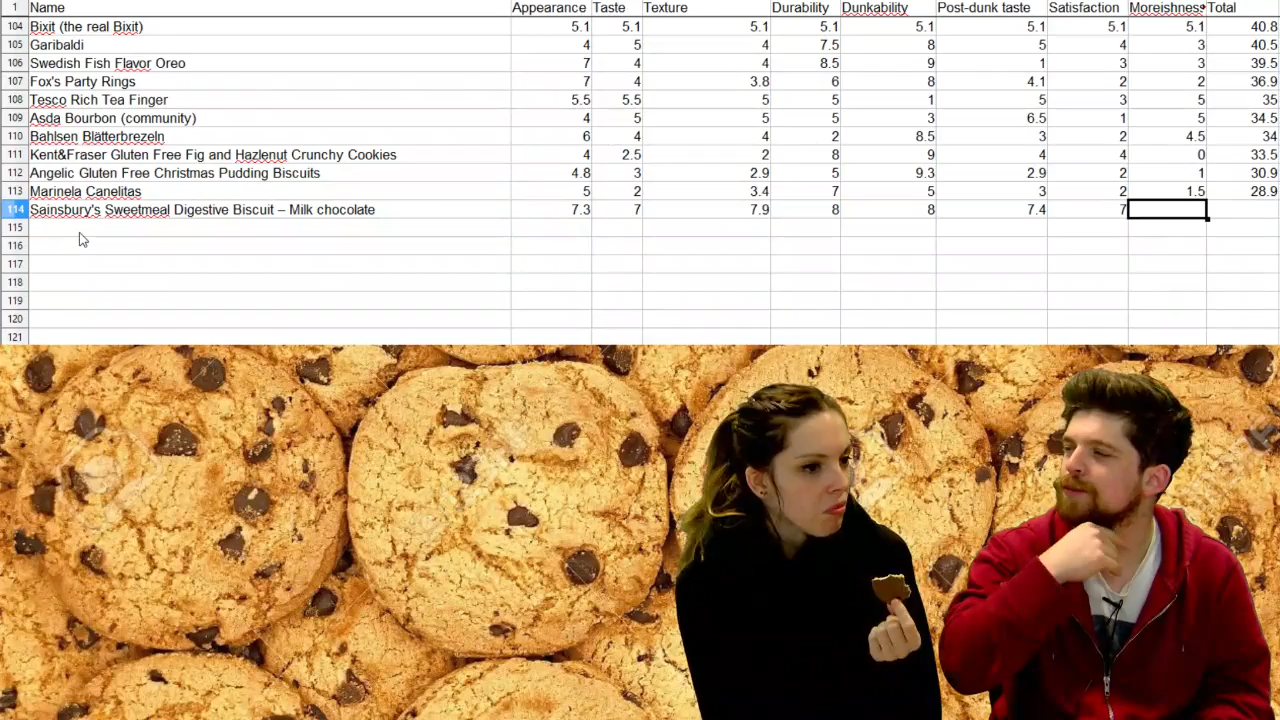 1 Name Appearance Taste Texture Durability Dunkability Post-dunk taste Satisfaction Moreishness Total
104 Bixit (the real Bixit) 5.1 5.1 5.1 5.1 5.1 5.1 5.1 5.1 40.8
105 Garibaldi 4 5 4 7.5 8 5 4 3 40.5
106 Swedish Fish Flavor Oreo 7 4 4 8.5 9 1 3 3 39.5
107 Fox's Party Rings 7 4 3.8 6 8 4.1 2 2 36.9
108 Tesco Rich Tea Finger 5.5 5.5 5 5 1 5 3 5 35
109 Asda Bourbon (community) 4 5 5 5 3 6.5 1 5 34.5
110 Bahlsen Blätterbrezeln 6 4 4 2 8.5 3 2 4.5 34
111 Kent&Fraser Gluten Free Fig and Hazlenut Crunchy Cookies 4 2.5 2 8 9 4 4 0 33.5
112 Angelic Gluten Free Christmas Pudding Biscuits 4.8 3 2.9 5 9.3 2.9 2 1 30.9
113 Marinela Canelitas 5 2 3.4 7 5 3 2 1.5 28.9
114 Sainsbury's Sweetmeal Digestive Biscuit – Milk chocolate 7.3 7 7.9 8 8 7.4 7
115
116
117
118
119
120
121